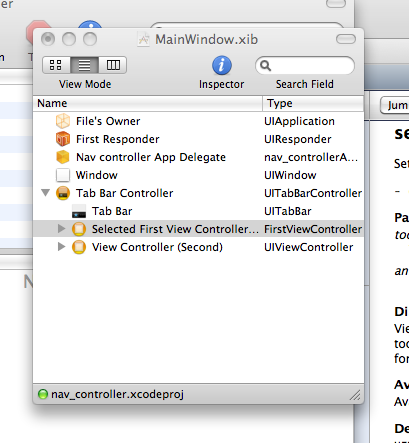 er
MainWindow.xib
View Mode
Inspector
Search Field
Name Type
File's Owner UIApplication
First Responder UIResponder
Nav controller App Delegate nav_controllerA...
Window UIWindow
Tab Bar Controller UITabBarController
Tab Bar UITabBar
Selected First View Controller... FirstViewController
View Controller (Second) UIViewController
nav_controller.xcodeproj
Jum
se
Se
–
Pa
too
an
Di
Vie
too
for
Av
Av
De
N